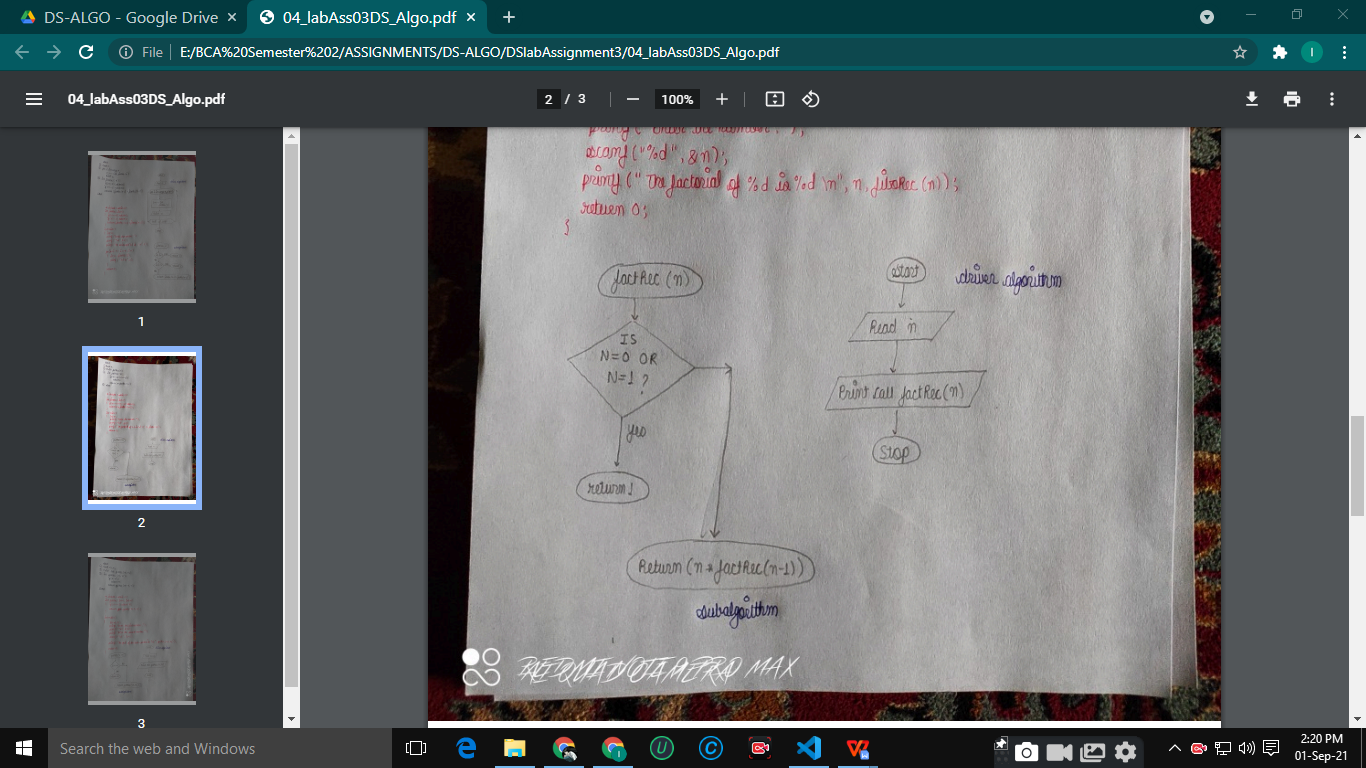 DS-ALGO - Google Drive
04_labAss03DS_Algo.pdf
File
E:/BCA%20Semester%202/ASSIGNMENTS/DS-ALGO/DSlabAssignment3/04_labAss03DS_Algo.pdf
I
04_labAss03DS_Algo.pdf
2 / 3
100%
1
2
3
scanf ("%d", &n);
printf (" The factorial of %d is %d \n", n, fiboRec (n));
return 0;
}
factRec (n)
IS
N=0 OR
N=1 ?
yes
return 1
Return (n * factRec(n-1))
subalgorithm
start
driver algorithm
Read n
Print call factRec(n)
Stop
MAX
Search the web and Windows
2:20 PM
01-Sep-21